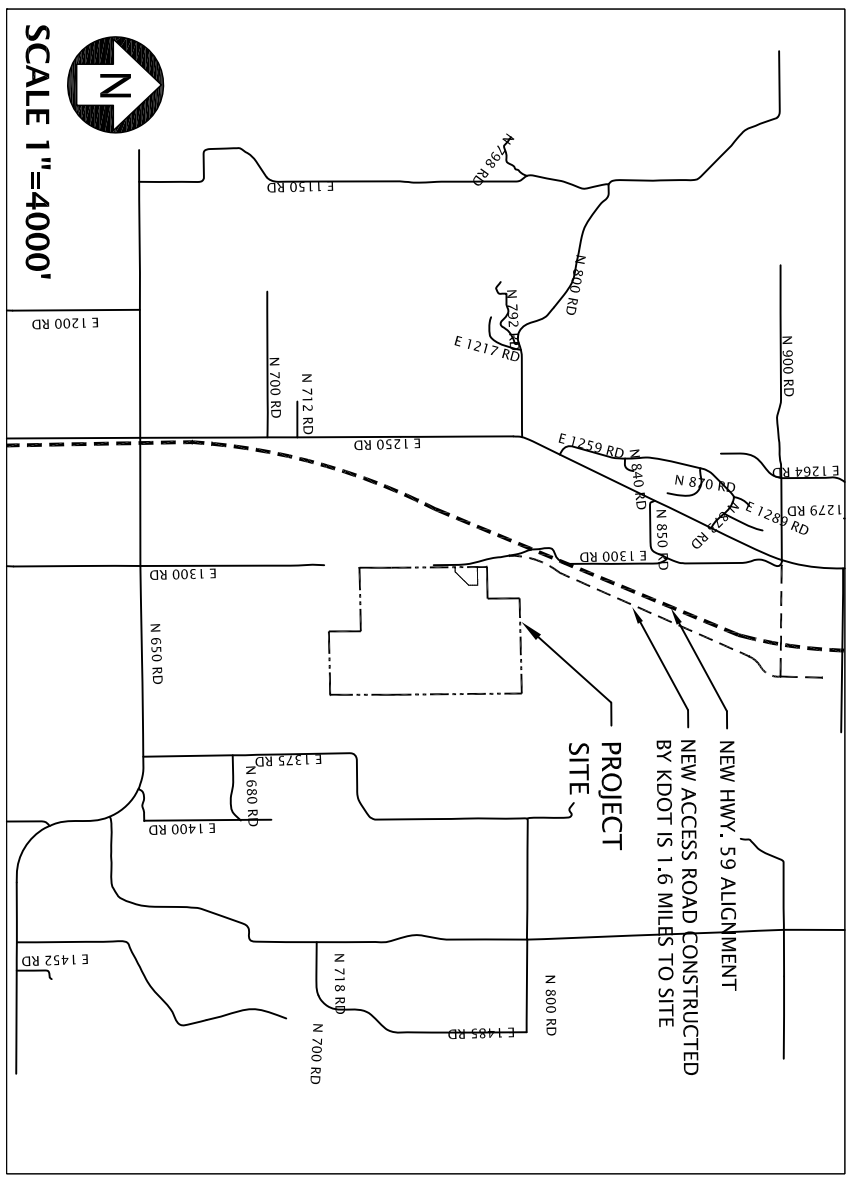 N
SCALE 1"=4000'
E 1150 RD
N 798 RD
N 800 RD
N 792 RD
E 1217 RD
E 1200 RD
N 700 RD
N 712 RD
E 1250 RD
N 900 RD
E 1259 RD
N 840 RD
N 870 RD
E 1264 RD
1279 RD
E 1289 RD
N 875 RD
N 850 RD
E 1300 RD
E 1300 RD
N 650 RD
PROJECT
SITE
NEW HWY. 59 ALIGNMENT
NEW ACCESS ROAD CONSTRUCTED
BY KDOT IS 1.6 MILES TO SITE
E 1375 RD
N 680 RD
E 1400 RD
E 1452 RD
N 718 RD
N 700 RD
E 1485 RD
N 800 RD